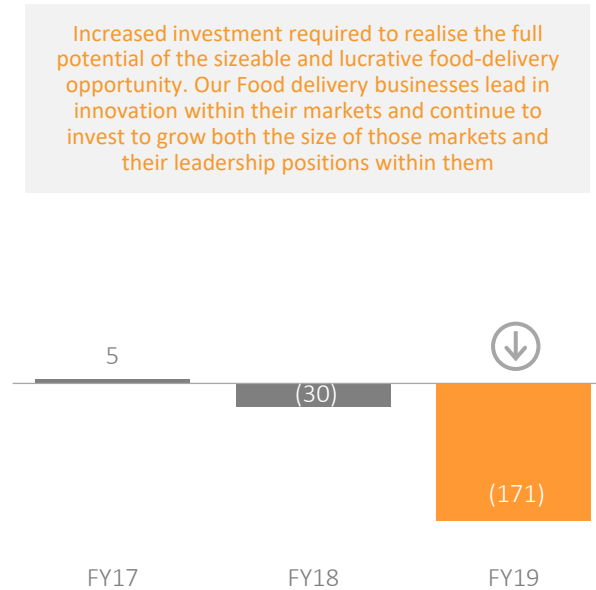 Increased investment required to realise the full
potential of the sizeable and lucrative food-delivery
opportunity. Our Food delivery businesses lead in
innovation within their markets and continue to
invest to grow both the size of those markets and
their leadership positions within them
5
(30)
(171)
FY17
FY18
FY19